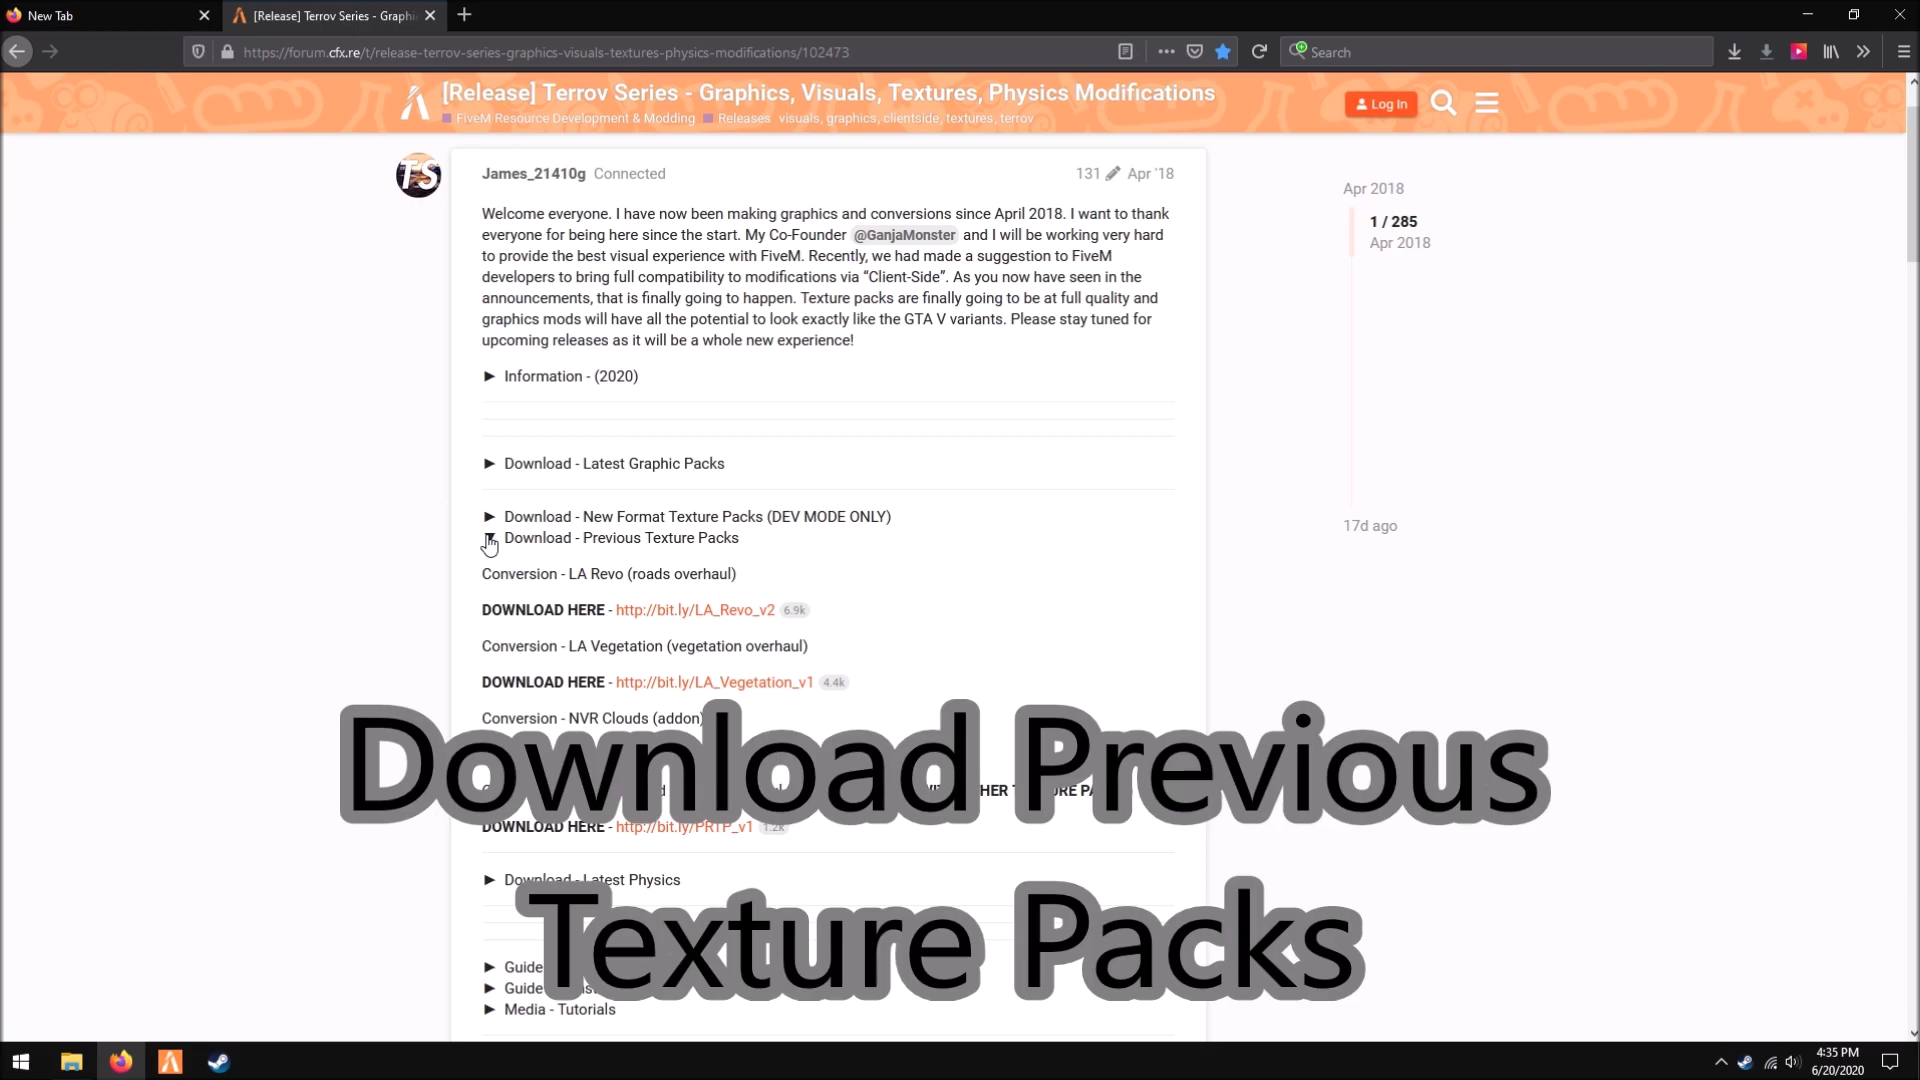 New Tab
[Release] Terrov Series - Graphi
https://forum.cfx.re/t/release-terrov-series-graphics-visuals-textures-physics-modifications/102473
Search
[Release] Terrov Series - Graphics, Visuals, Textures, Physics Modifications
FiveM Resource Development & Modding Releases visuals, graphics, clientside, textures, terrov
Log In
TS
James_21410g Connected
131 Apr '18
Welcome everyone. I have now been making graphics and conversions since April 2018. I want to thank
everyone for being here since the start. My Co-Founder @GanjaMonster and I will be working very hard
to provide the best visual experience with FiveM. Recently, we had made a suggestion to FiveM
developers to bring full compatibility to modifications via “Client-Side”. As you now have seen in the
announcements, that is finally going to happen. Texture packs are finally going to be at full quality and
graphics mods will have all the potential to look exactly like the GTA V variants. Please stay tuned for
upcoming releases as it will be a whole new experience!
Apr 2018
1 / 285
Apr 2018
17d ago
► Information - (2020)
► Download - Latest Graphic Packs
► Download - New Format Texture Packs (DEV MODE ONLY)
▼ Download - Previous Texture Packs
Conversion - LA Revo (roads overhaul)
DOWNLOAD HERE - http://bit.ly/LA_Revo_v2 6.9k
Conversion - LA Vegetation (vegetation overhaul)
DOWNLOAD HERE - http://bit.ly/LA_Vegetation_v1 4.4k
Conversion - NVR Clouds (addon)
Download Previous
DOWNLOAD HERE - http://bit.ly/PRTP_v1 1.2k
► Download - Latest Physics
Texture Packs
► Guide
► Guide
► Media - Tutorials
4:35 PM
6/20/2020